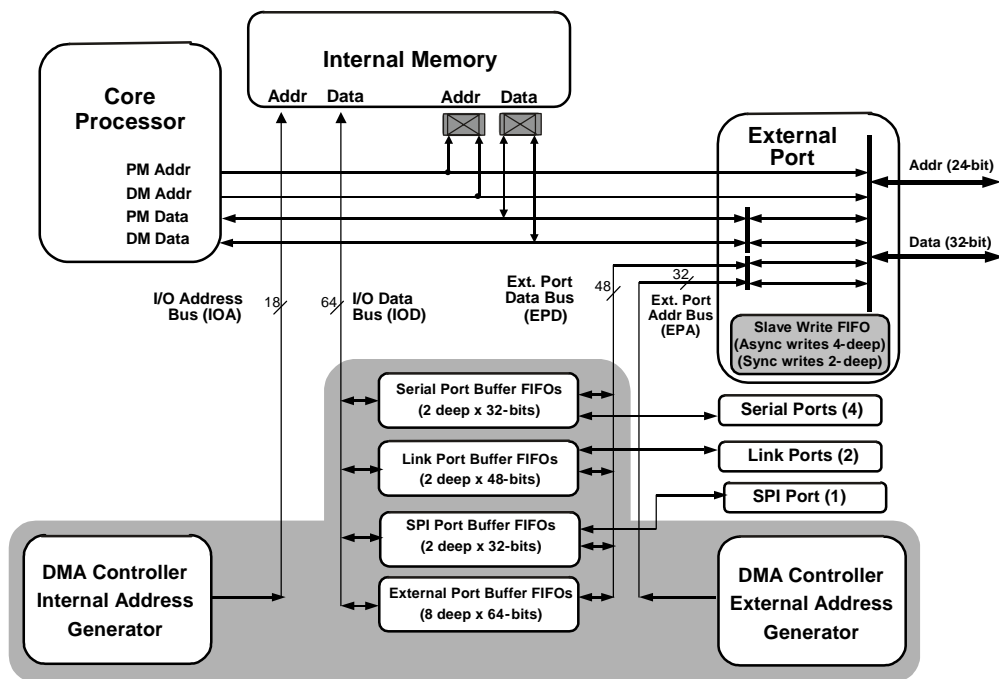 Internal Memory
Addr Data Addr Data
Core
Processor
PM Addr
DM Addr
PM Data
DM Data
External
Port
Addr (24-bit)
Data (32-bit)
I/O Address
Bus (IOA)
18
64
I/O Data
Bus (IOD)
Ext. Port
Data Bus
(EPD)
48
32
Ext. Port
Addr Bus
(EPA)
Slave Write FIFO
(Async writes 4-deep)
(Sync writes 2-deep)
Serial Port Buffer FIFOs
(2 deep x 32-bits)
Serial Ports (4)
Link Port Buffer FIFOs
(2 deep x 48-bits)
Link Ports (2)
SPI Port (1)
SPI Port Buffer FIFOs
(2 deep x 32-bits)
External Port Buffer FIFOs
(8 deep x 64-bits)
DMA Controller
Internal Address
Generator
DMA Controller
External Address
Generator